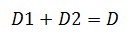 D1 + D2 = D